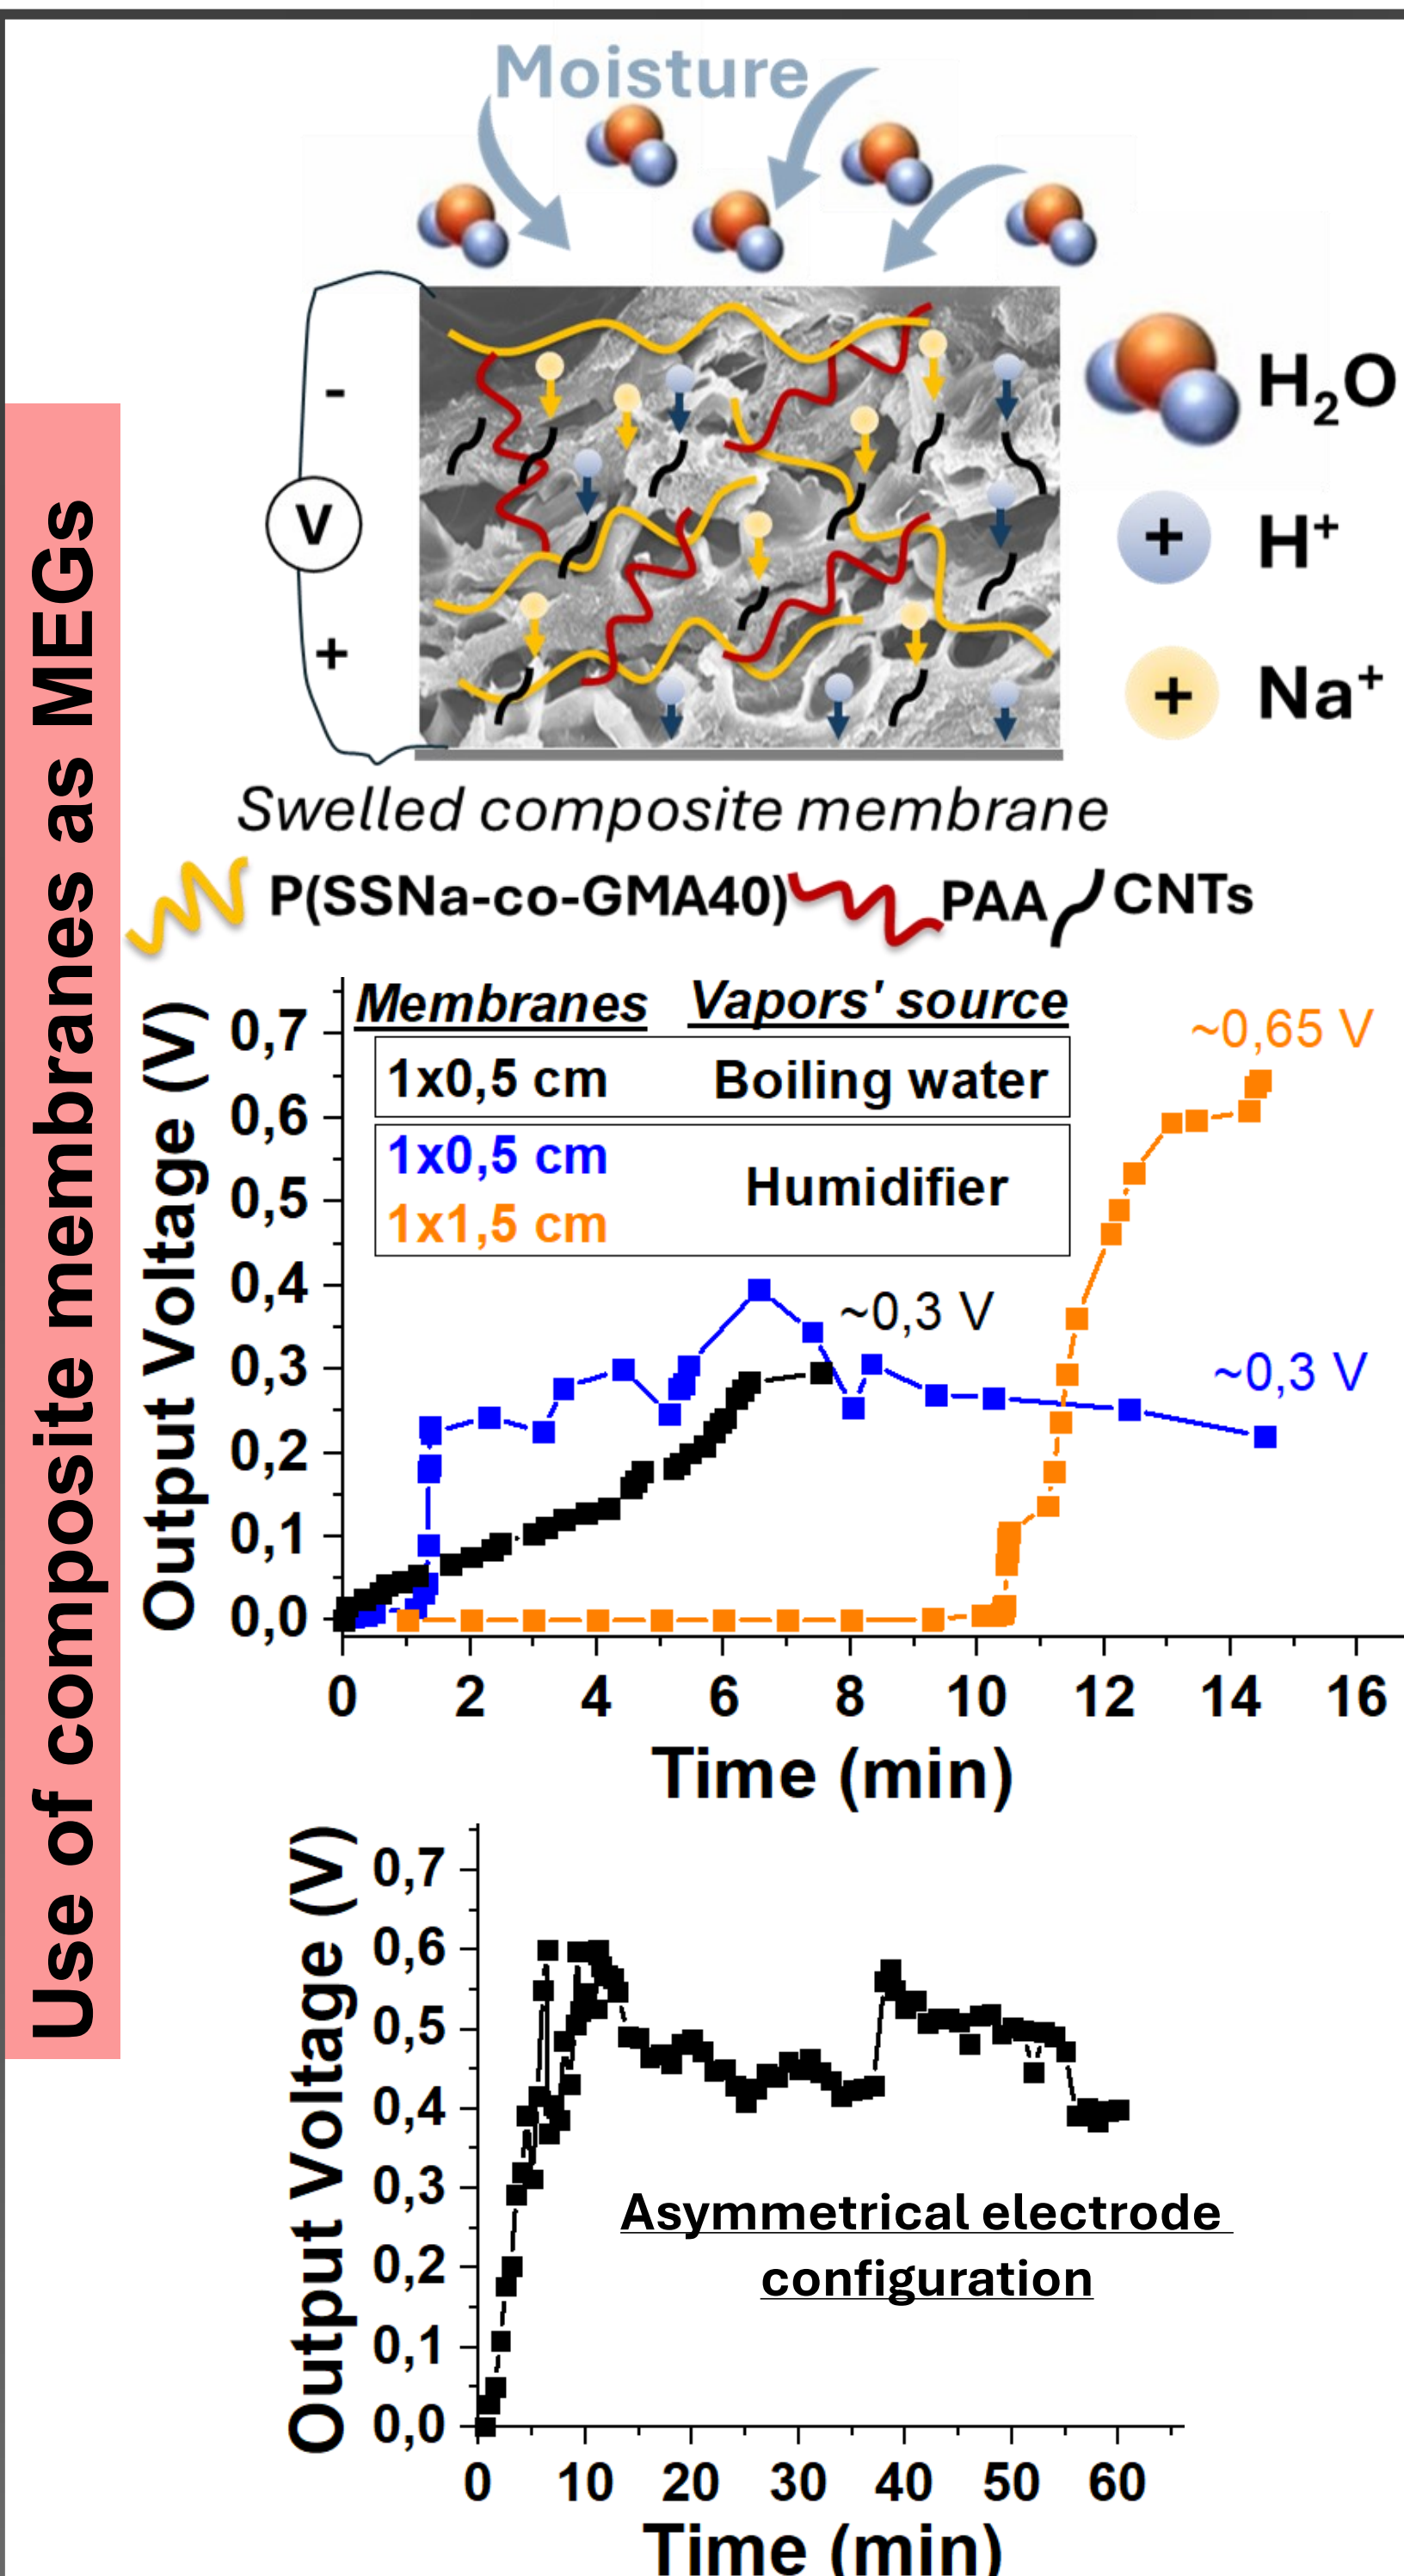 Use of composite membranes as MEGs
Moisture
-
V
+
H₂O
+ H⁺
+ Na⁺
Swelled composite membrane
P(SSNa-co-GMA40) PAA CNTs
Output Voltage (V)
Membranes Vapors' source
1x0,5 cm Boiling water
1x0,5 cm
1x1,5 cm
Humidifier
~0,65 V
~0,3 V
~0,3 V
0,7
0,6
0,5
0,4
0,3
0,2
0,1
0,0
0 2 4 6 8 10 12 14 16
Time (min)
Output Voltage (V)
0,7
0,6
0,5
0,4
0,3
0,2
0,1
0,0
Asymmetrical electrode
configuration
0 10 20 30 40 50 60
Time (min)